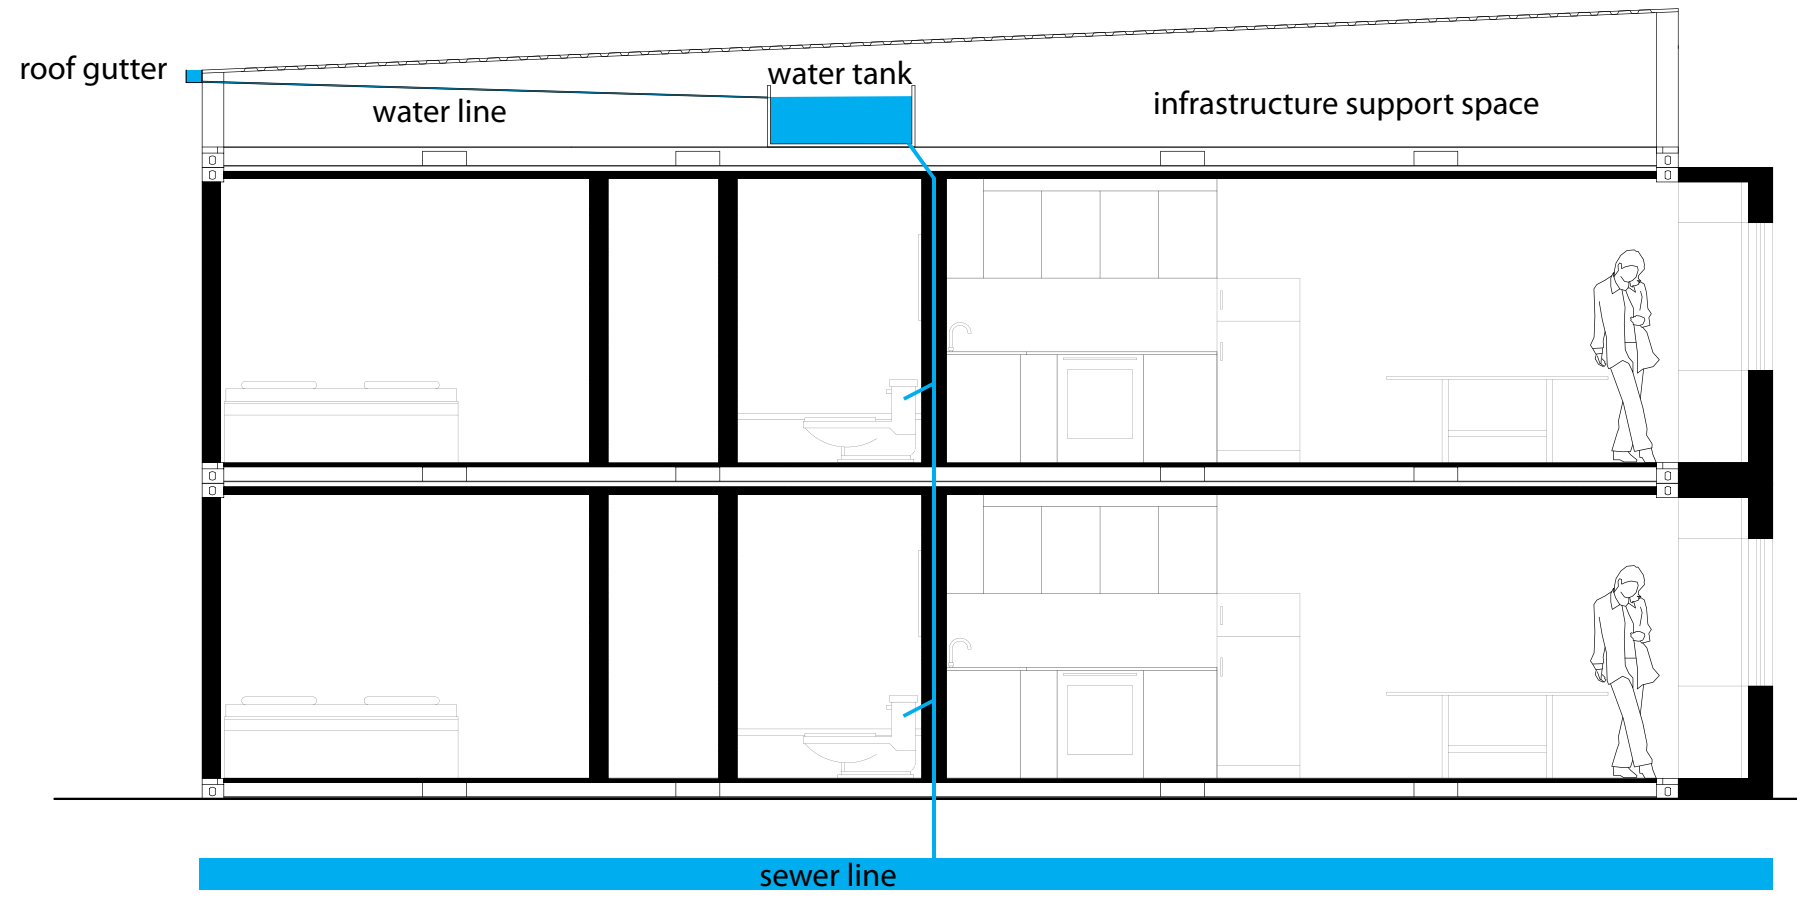 roof gutter
water tank
water line
infrastructure support space
sewer line